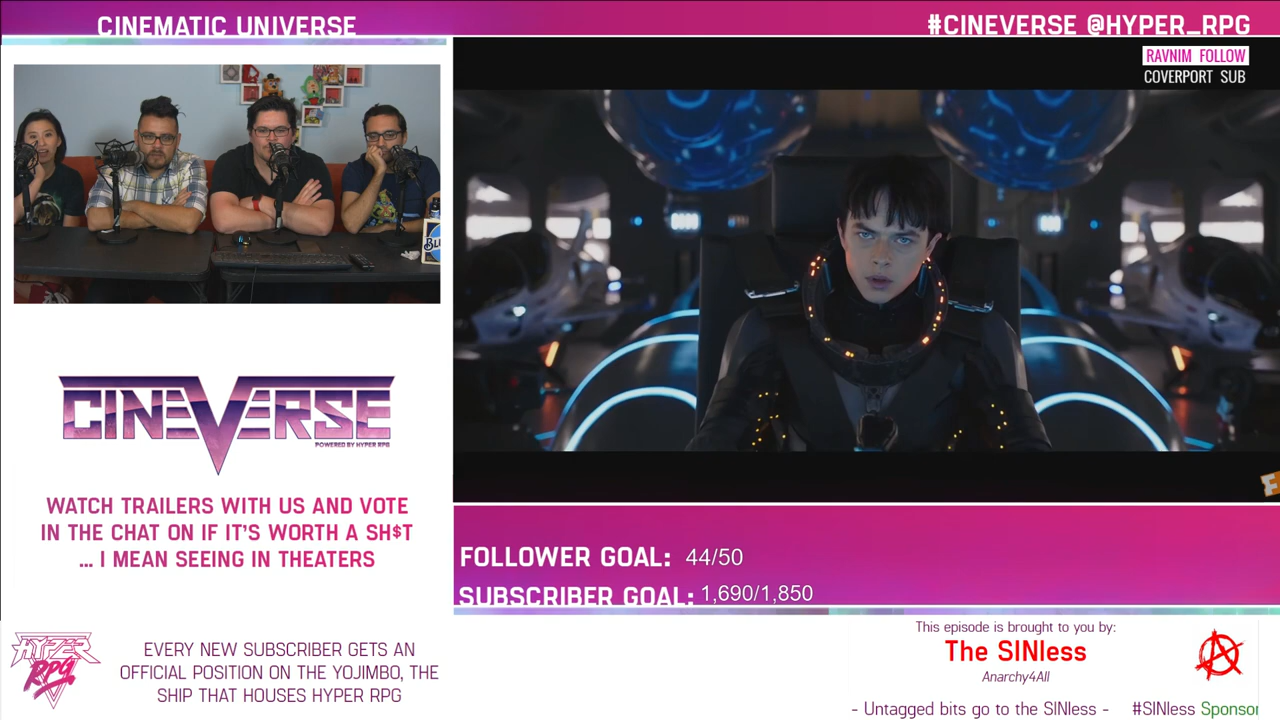 CINEMATIC UNIVERSE
#CINEVERSE @HYPER_RPG
RAVNIM FOLLOW
COVERPORT SUB
CINEVERSE
POWERED BY HYPER RPG
WATCH TRAILERS WITH US AND VOTE
IN THE CHAT ON IF IT'S WORTH A SH$T
... I MEAN SEEING IN THEATERS
FOLLOWER GOAL: 44/50
SUBSCRIBER GOAL: 1,690/1,850
HYPER
RPG
EVERY NEW SUBSCRIBER GETS AN
OFFICIAL POSITION ON THE YOJIMBO, THE
SHIP THAT HOUSES HYPER RPG
This episode is brought to you by:
The SINless
Anarchy4All
- Untagged bits go to the SINless - #SINless Sponsor